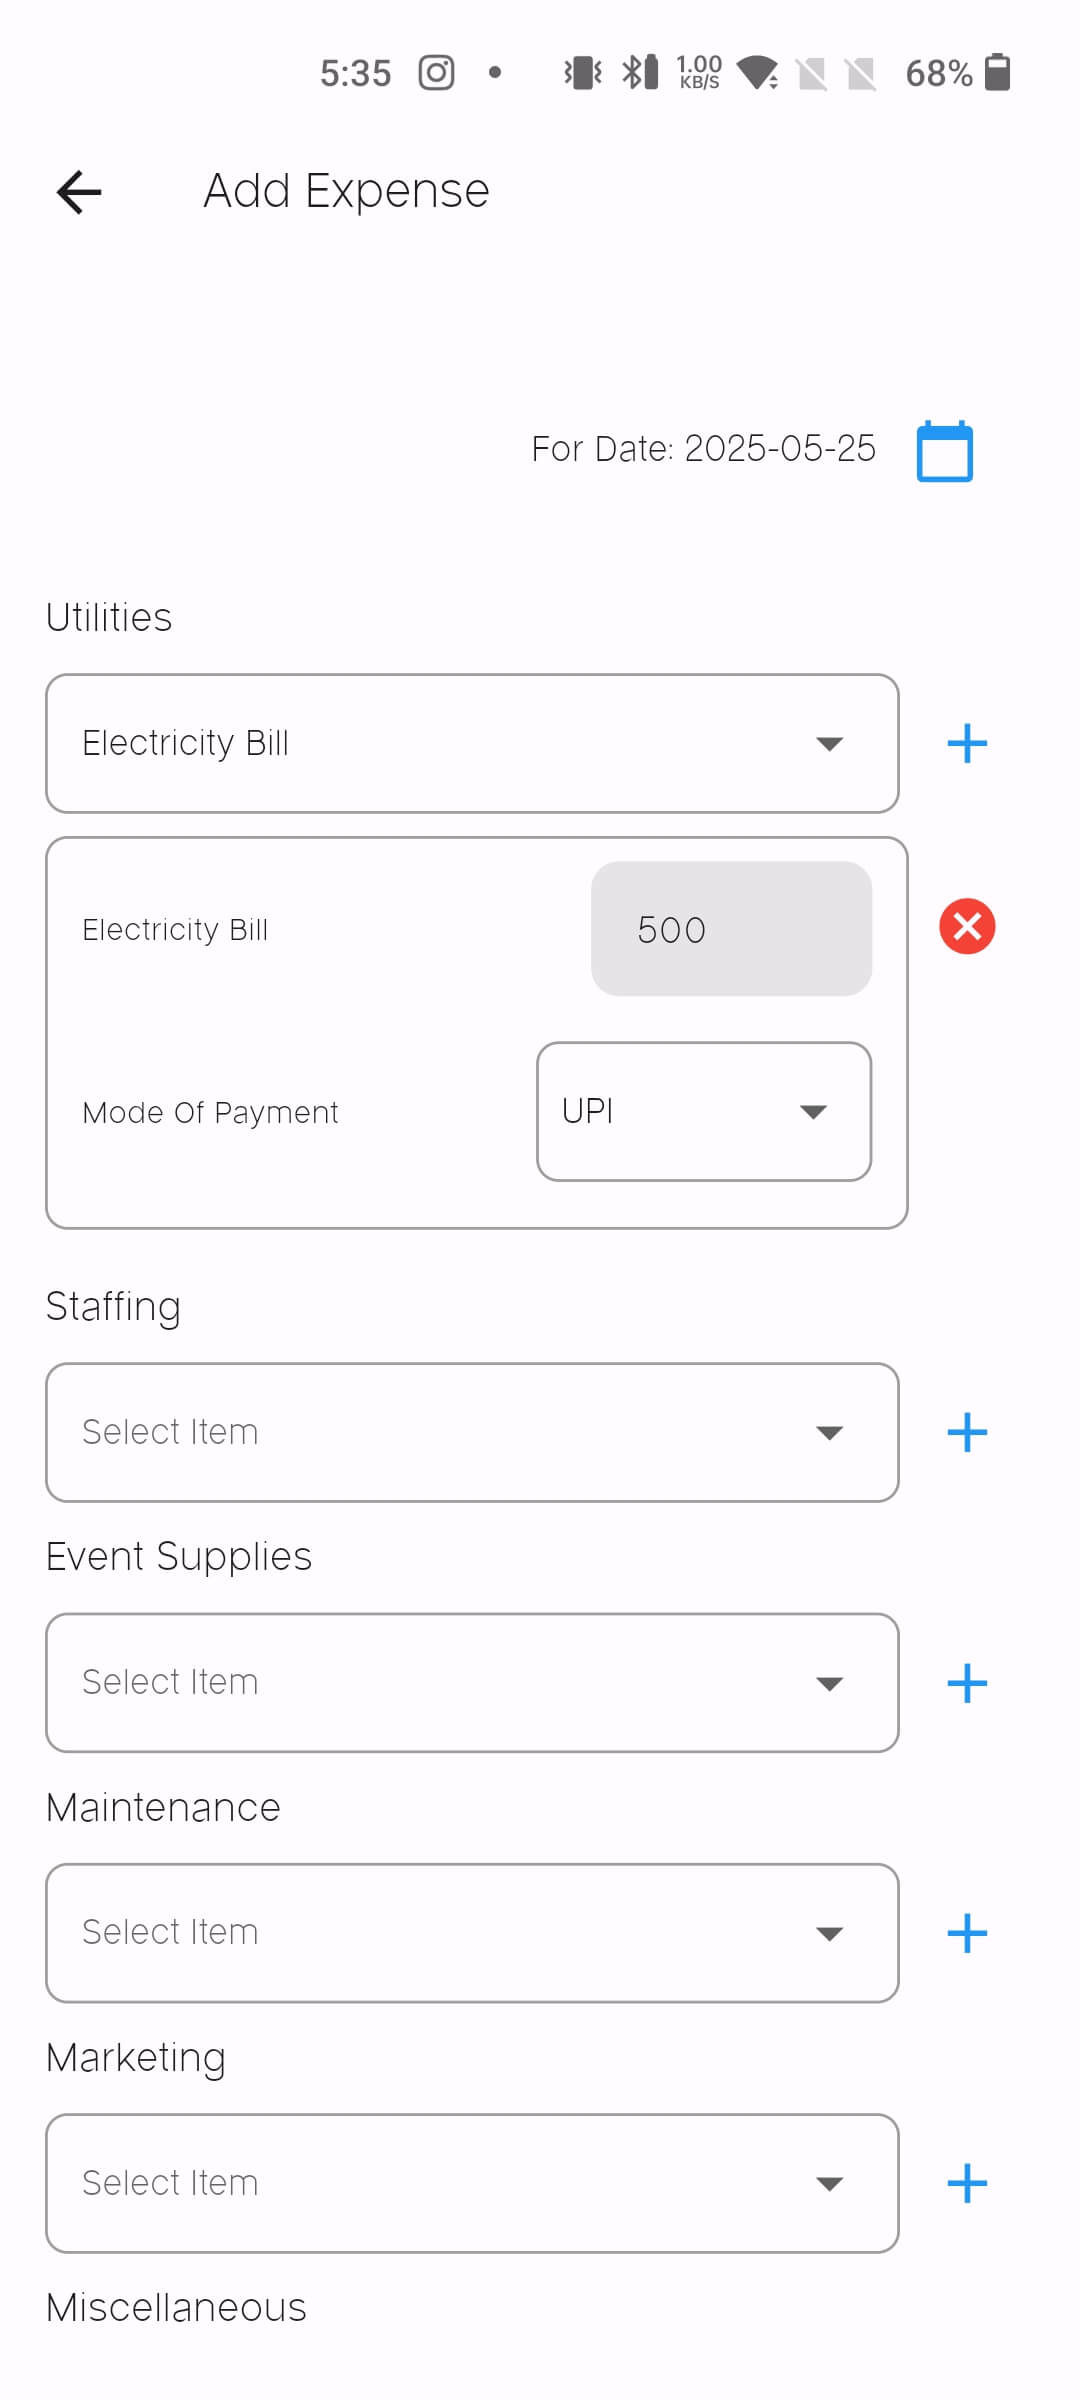 5:35 1.00 KB/S 68%
Add Expense
For Date: 2025-05-25
Utilities
Electricity Bill
Electricity Bill 500
Mode Of Payment UPI
Staffing
Select Item
Event Supplies
Select Item
Maintenance
Select Item
Marketing
Select Item
Miscellaneous